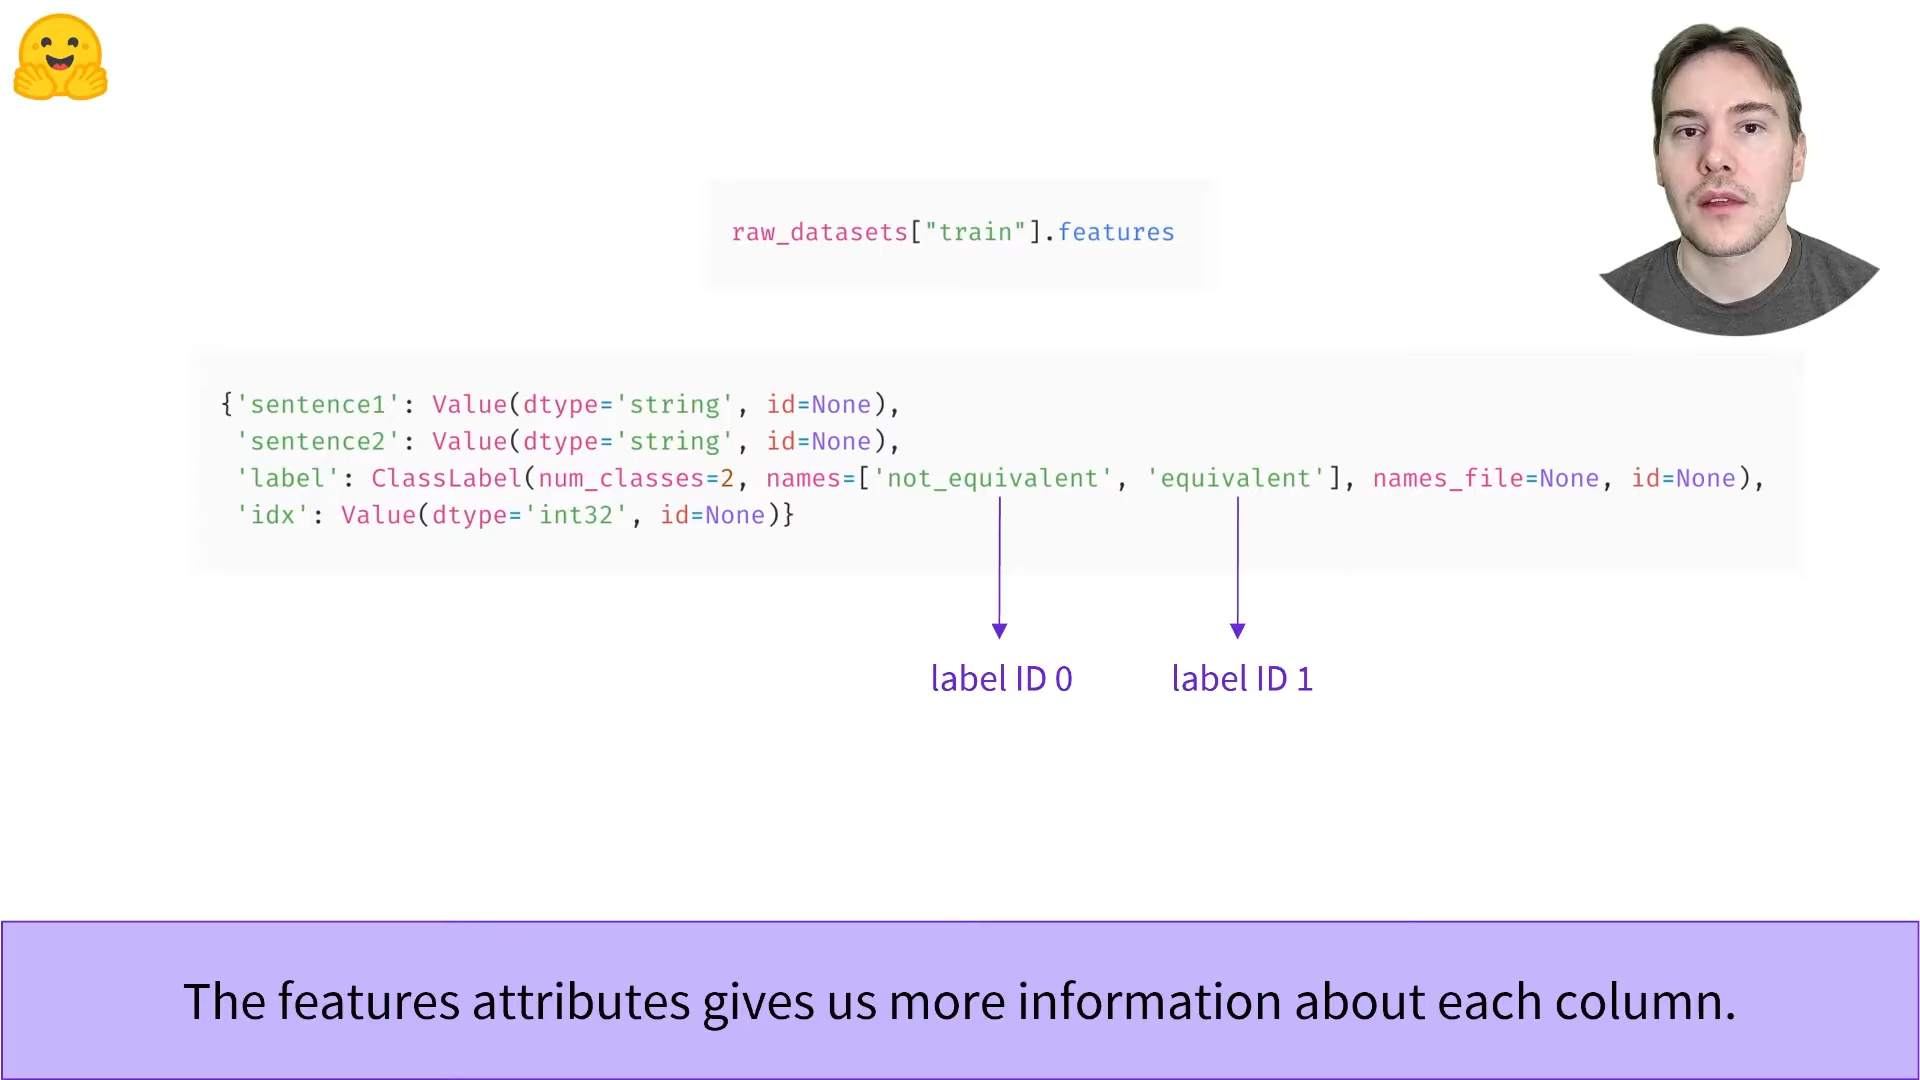 raw_datasets["train"].features
{'sentence1': Value(dtype='string', id=None),
'sentence2': Value(dtype='string', id=None),
'label': ClassLabel(num_classes=2, names=['not_equivalent', 'equivalent'], names_file=None, id=None),
'idx': Value(dtype='int32', id=None)}
label ID 0
label ID 1
The features attributes gives us more information about each column.